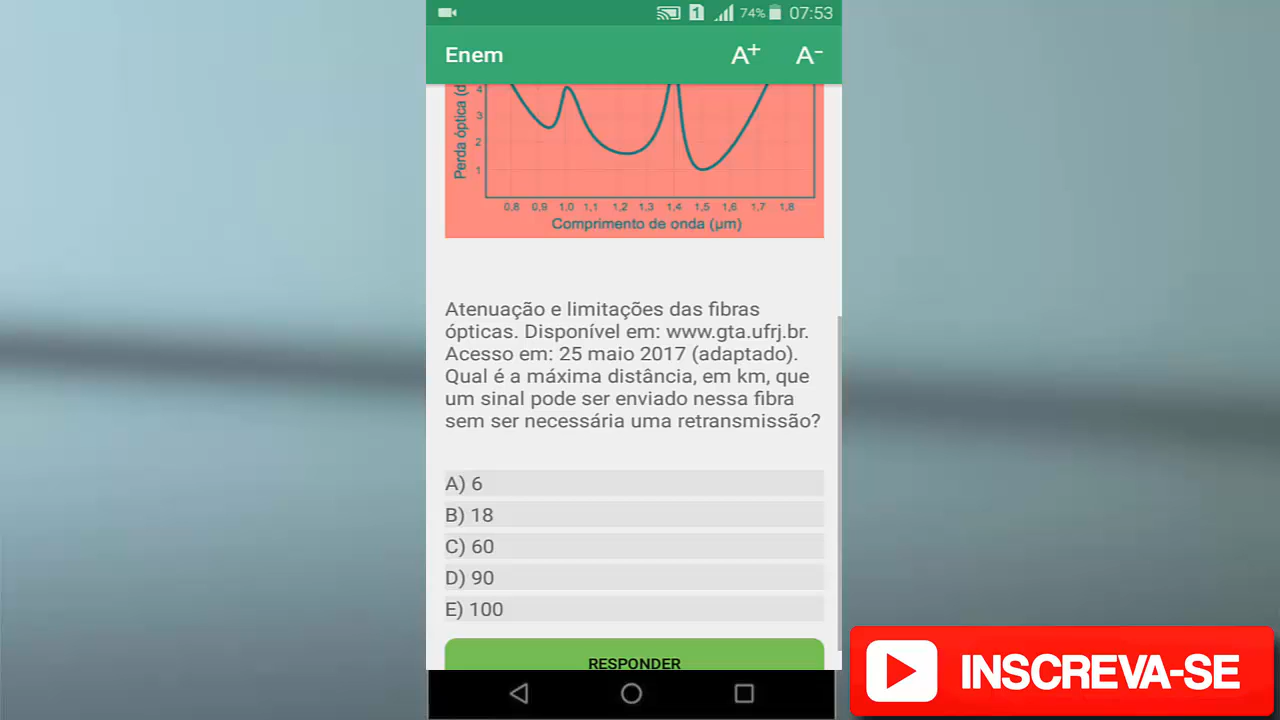 1 74% 07:53
Enem A+ A-
Perda óptica (d
4
3
2
1
0,8 0,9 1,0 1,1 1,2 1,3 1,4 1,5 1,6 1,7 1,8
Comprimento de onda (μm)
Atenuação e limitações das fibras
ópticas. Disponível em: www.gta.ufrj.br.
Acesso em: 25 maio 2017 (adaptado).
Qual é a máxima distância, em km, que
um sinal pode ser enviado nessa fibra
sem ser necessária uma retransmissão?
A) 6
B) 18
C) 60
D) 90
E) 100
RESPONDER
INSCREVA-SE